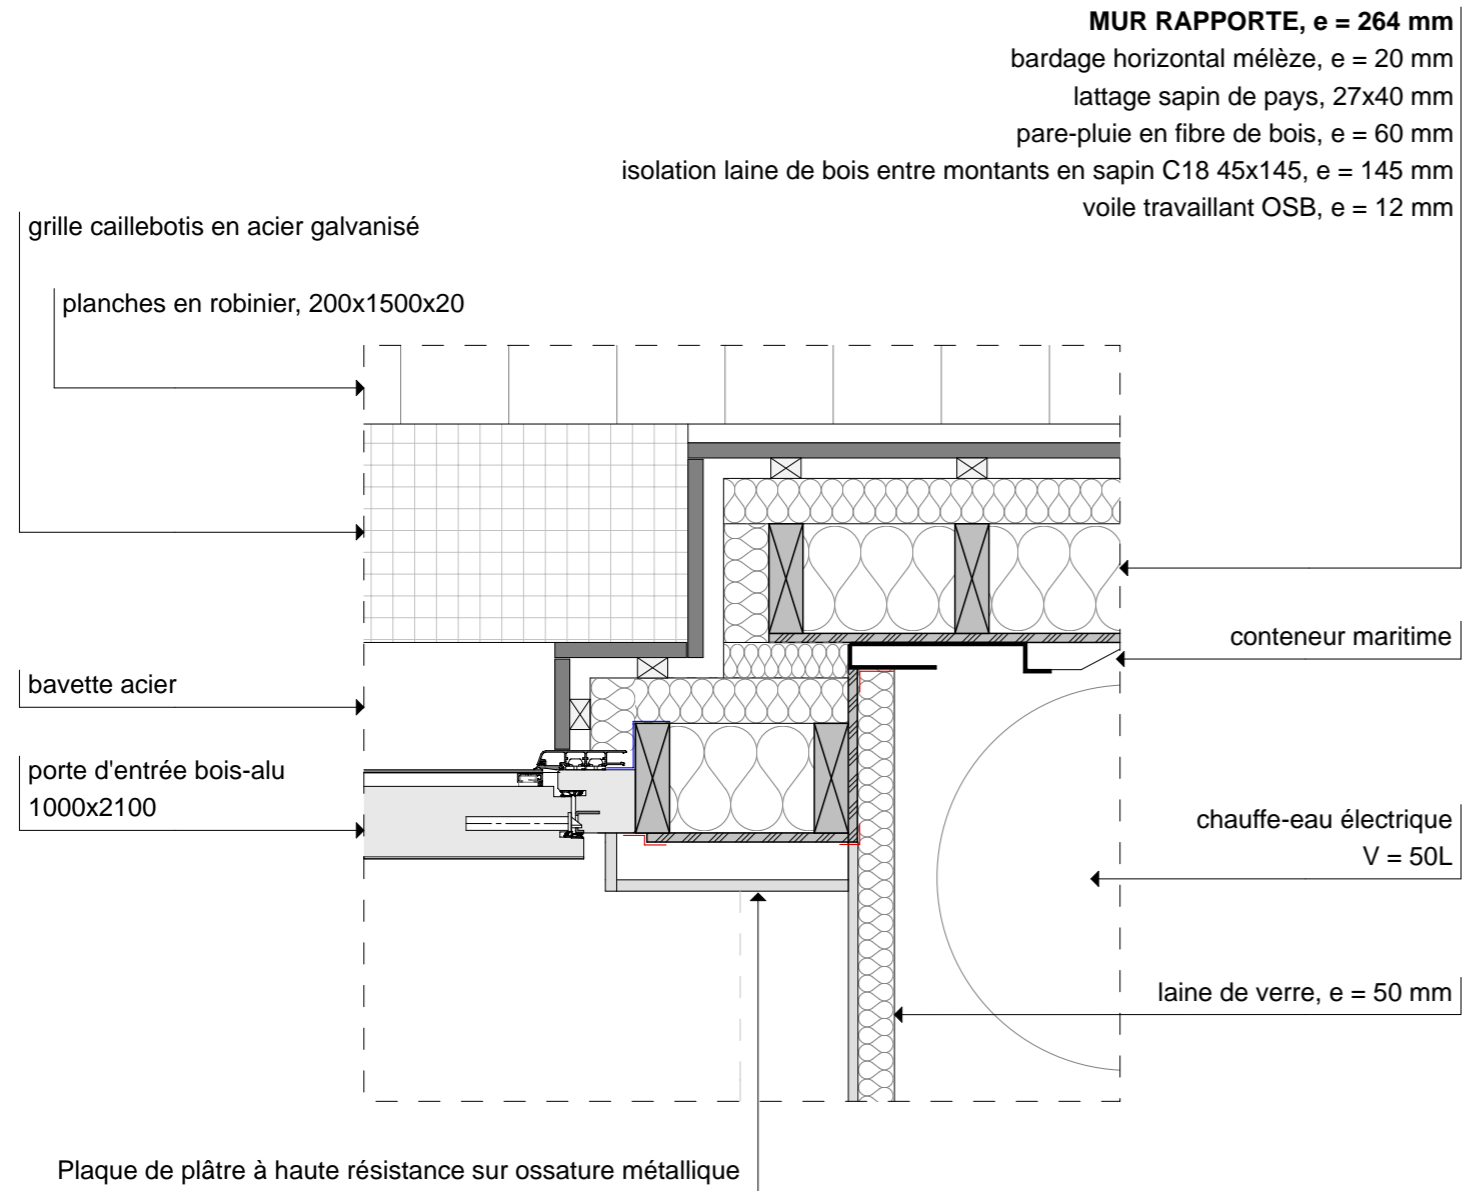 MUR RAPPORTE, e = 264 mm
bardage horizontal mélèze, e = 20 mm
lattage sapin de pays, 27x40 mm
pare-pluie en fibre de bois, e = 60 mm
isolation laine de bois entre montants en sapin C18 45x145, e = 145 mm
voile travaillant OSB, e = 12 mm
grille caillebotis en acier galvanisé
planches en robinier, 200x1500x20
conteneur maritime
bavette acier
porte d'entrée bois-alu
1000x2100
chauffe-eau électrique
V = 50L
laine de verre, e = 50 mm
Plaque de plâtre à haute résistance sur ossature métallique